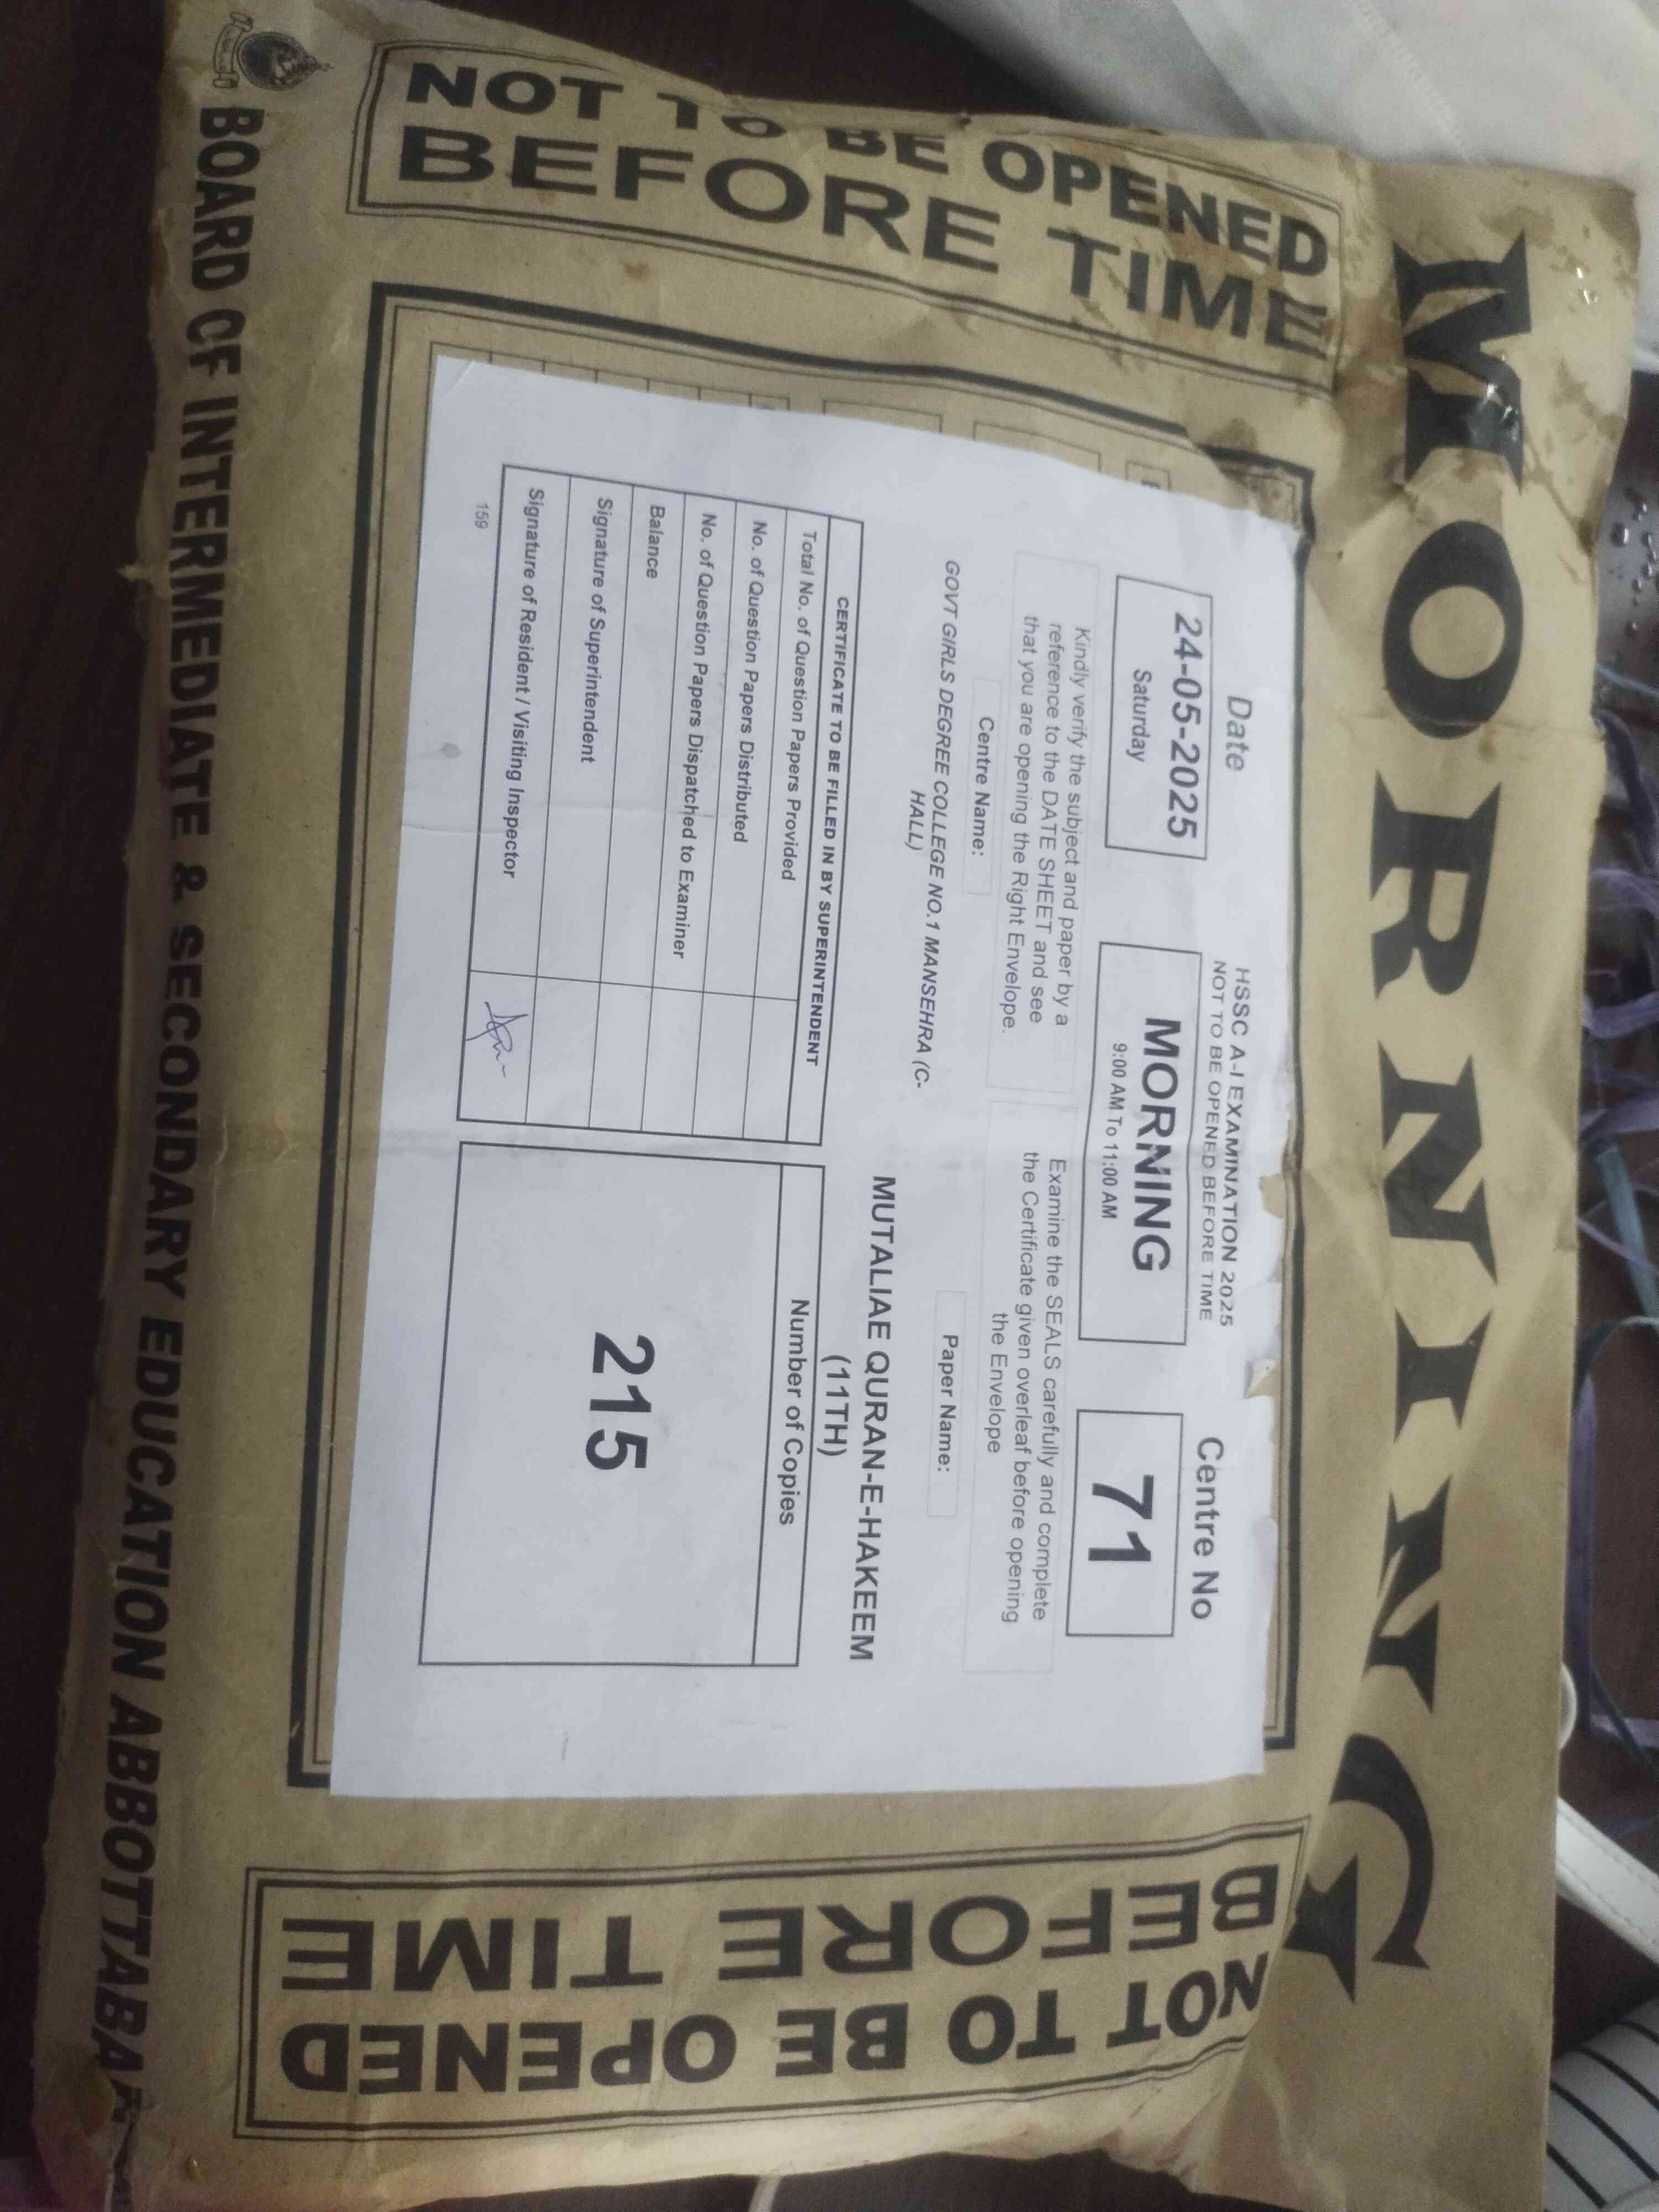 MORNING
NOT TO BE OPENED
BEFORE TIME
Date
24-05-2025
Saturday
HSSC A-I EXAMINATION 2025
NOT TO BE OPENED BEFORE TIME
MORNING
9:00 AM To 11:00 AM
Centre No
71
Kindly verify the subject and paper by a
reference to the DATE SHEET and see
that you are opening the Right Envelope.
Examine the SEALS carefully and complete
the Certificate given overleaf before opening
the Envelope
Centre Name:
GOVT GIRLS DEGREE COLLEGE NO.1 MANSEHRA (C-
HALL)
Paper Name:
MUTALIAE QURAN-E-HAKEEM
(11TH)
CERTIFICATE TO BE FILLED IN BY SUPERINTENDENT
Total No. of Question Papers Provided
No. of Question Papers Distributed
No. of Question Papers Dispatched to Examiner
Balance
Signature of Superintendent
Signature of Resident / Visiting Inspector
159
Number of Copies
215
NOT TO BE OPENED
BEFORE TIME
BOARD OF INTERMEDIATE & SECONDARY EDUCATION ABBOTTABAD